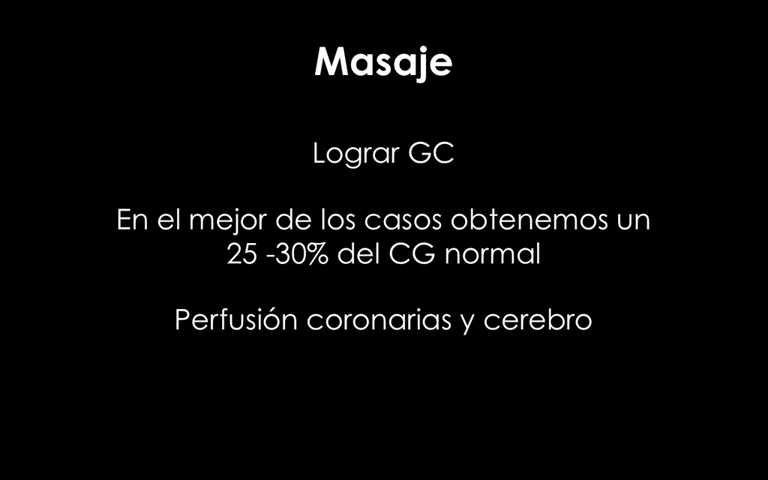 Masaje
Lograr GC
En el mejor de los casos obtenemos un
25 -30% del CG normal
Perfusión coronarias y cerebro